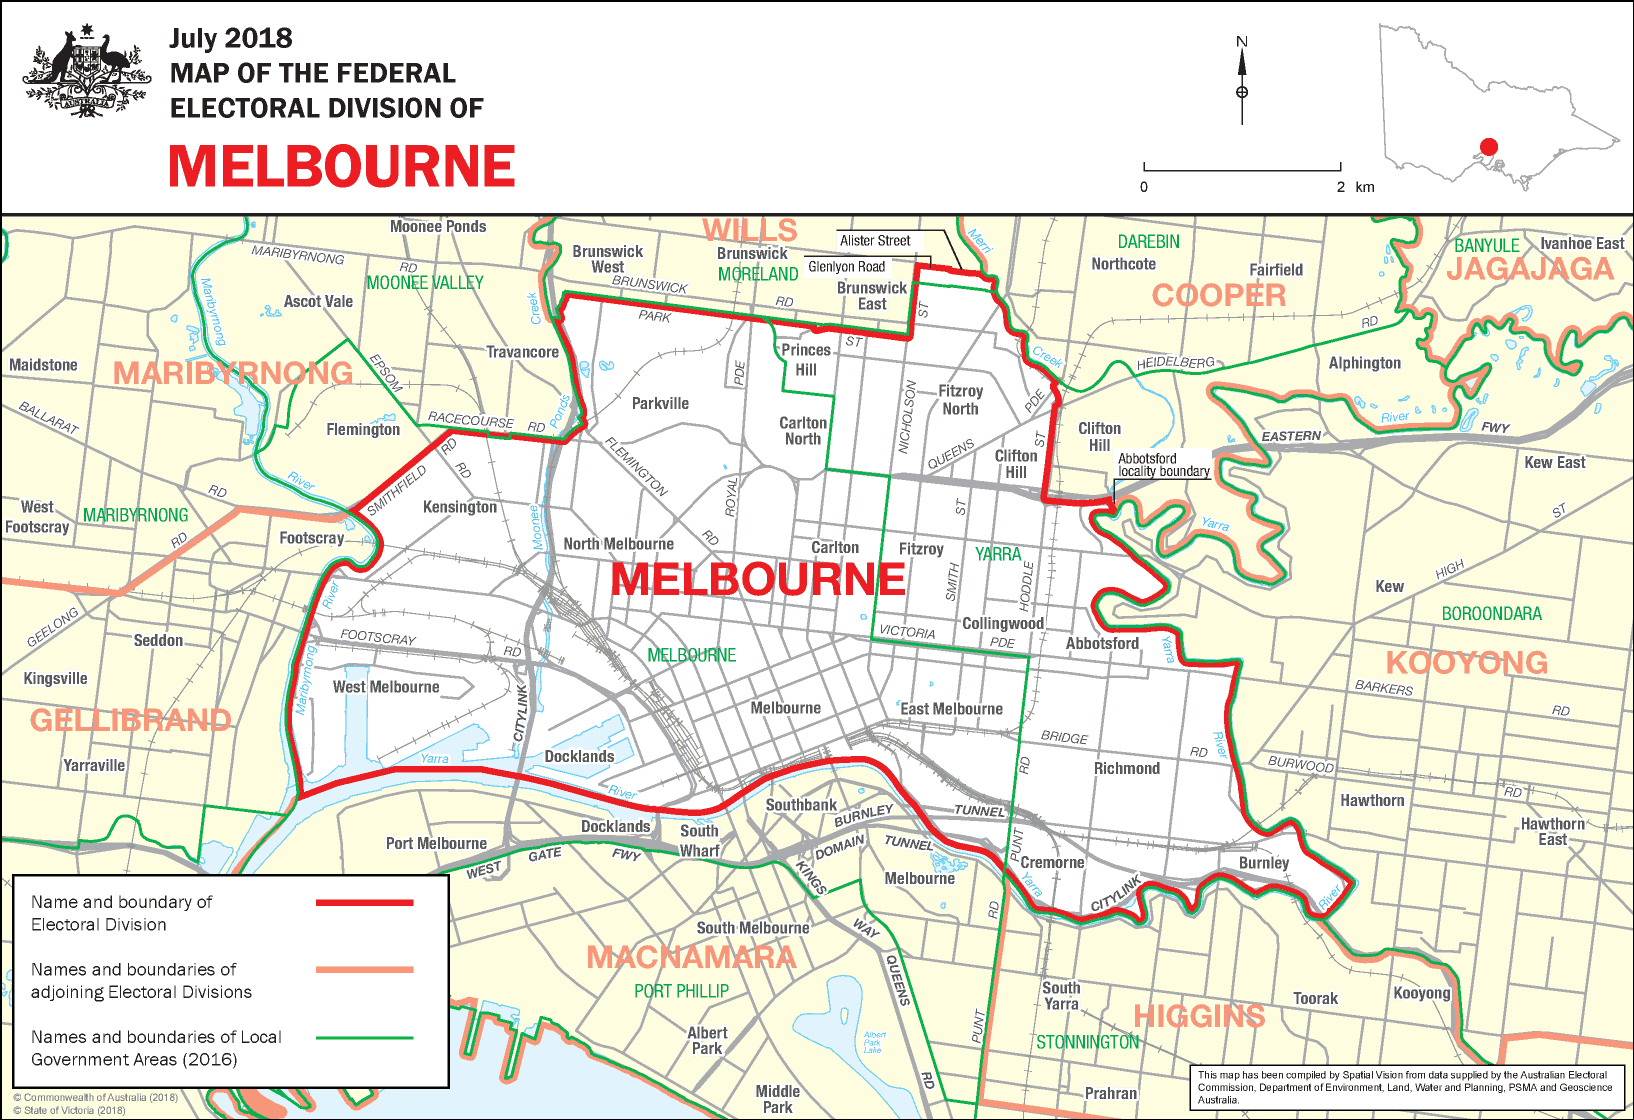 AUSTRALIA
July 2018
MAP OF THE FEDERAL
ELECTORAL DIVISION OF
MELBOURNE
N
0
2 km
Moonee Ponds
WILLS
Alister Street
Merri
DAREBIN
BANYULE
Ivanhoe East
MARIBYRNONG
RD
Brunswick
West
Brunswick
MORELAND
Glenlyon Road
Northcote
Fairfield
JAGAJAGA
MOONEE VALLEY
Ascot Vale
Maribyrnong
Creek
BRUNSWICK
RD
Brunswick
East
COOPER
PARK
ST
ST
RD
Maidstone
MARIBYRNONG
Travancore
EPSOM
Princes
Hill
PDE
Creek
HEIDELBERG
Alphington
BALLARAT
Flemington
RACECOURSE RD
Ponds
Parkville
Carlton
North
NICHOLSON
Fitzroy
North
PDE
Clifton
Hill
River
EASTERN
FWY
SMITHFIELD
RD
RD
FLEMINGTON
QUEENS
Clifton
Hill
ST
Abbotsford
locality boundary
Kew East
River
RD
West
Footscray
MARIBYRNONG
Kensington
ROYAL
ST
Yarra
ST
Footscray
RD
Moonee
North Melbourne
RD
Carlton
Fitzroy
YARRA
MELBOURNE
SMITH
HODDLE
Kew
HIGH
River
GEELONG
Seddon
FOOTSCRAY
RD
VICTORIA
PDE
Collingwood
Abbotsford
Yarra
BOROONDARA
MELBOURNE
KOOYONG
Kingsville
Maribyrnong
West Melbourne
CITYLINK
Melbourne
East Melbourne
BARKERS
RD
GELLIBRAND
BRIDGE
RD
River
Yarraville
Yarra
Docklands
RD
Richmond
BURWOOD
RD
River
Southbank
BURNLEY
TUNNEL
Hawthorn
Docklands
South
Wharf
Port Melbourne
WEST
GATE
FWY
KINGS
DOMAIN
TUNNEL
PUNT
Cremorne
Burnley
Hawthorn
East
Melbourne
Yarra
CITYLINK
River
Name and boundary of
Electoral Division
Names and boundaries of
adjoining Electoral Divisions
Names and boundaries of Local
Government Areas (2016)
South Melbourne
WAY
RD
MACNAMARA
PORT PHILLIP
QUEENS
South
Yarra
Toorak
Kooyong
HIGGINS
STONNINGTON
PUNT
Albert
Park
Albert
Park
Lake
RD
Middle
Park
Prahran
This map has been compiled by Spatial Vision from data supplied by the Australian Electoral
Commission, Department of Environment, Land, Water and Planning, PSMA and Geoscience
Australia.
© Commonwealth of Australia (2018)
© State of Victoria (2018)